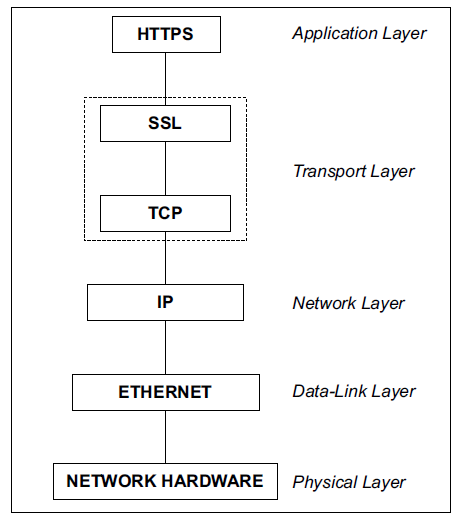 HTTPS Application Layer
SSL
Transport Layer
TCP
IP Network Layer
ETHERNET Data-Link Layer
NETWORK HARDWARE Physical Layer